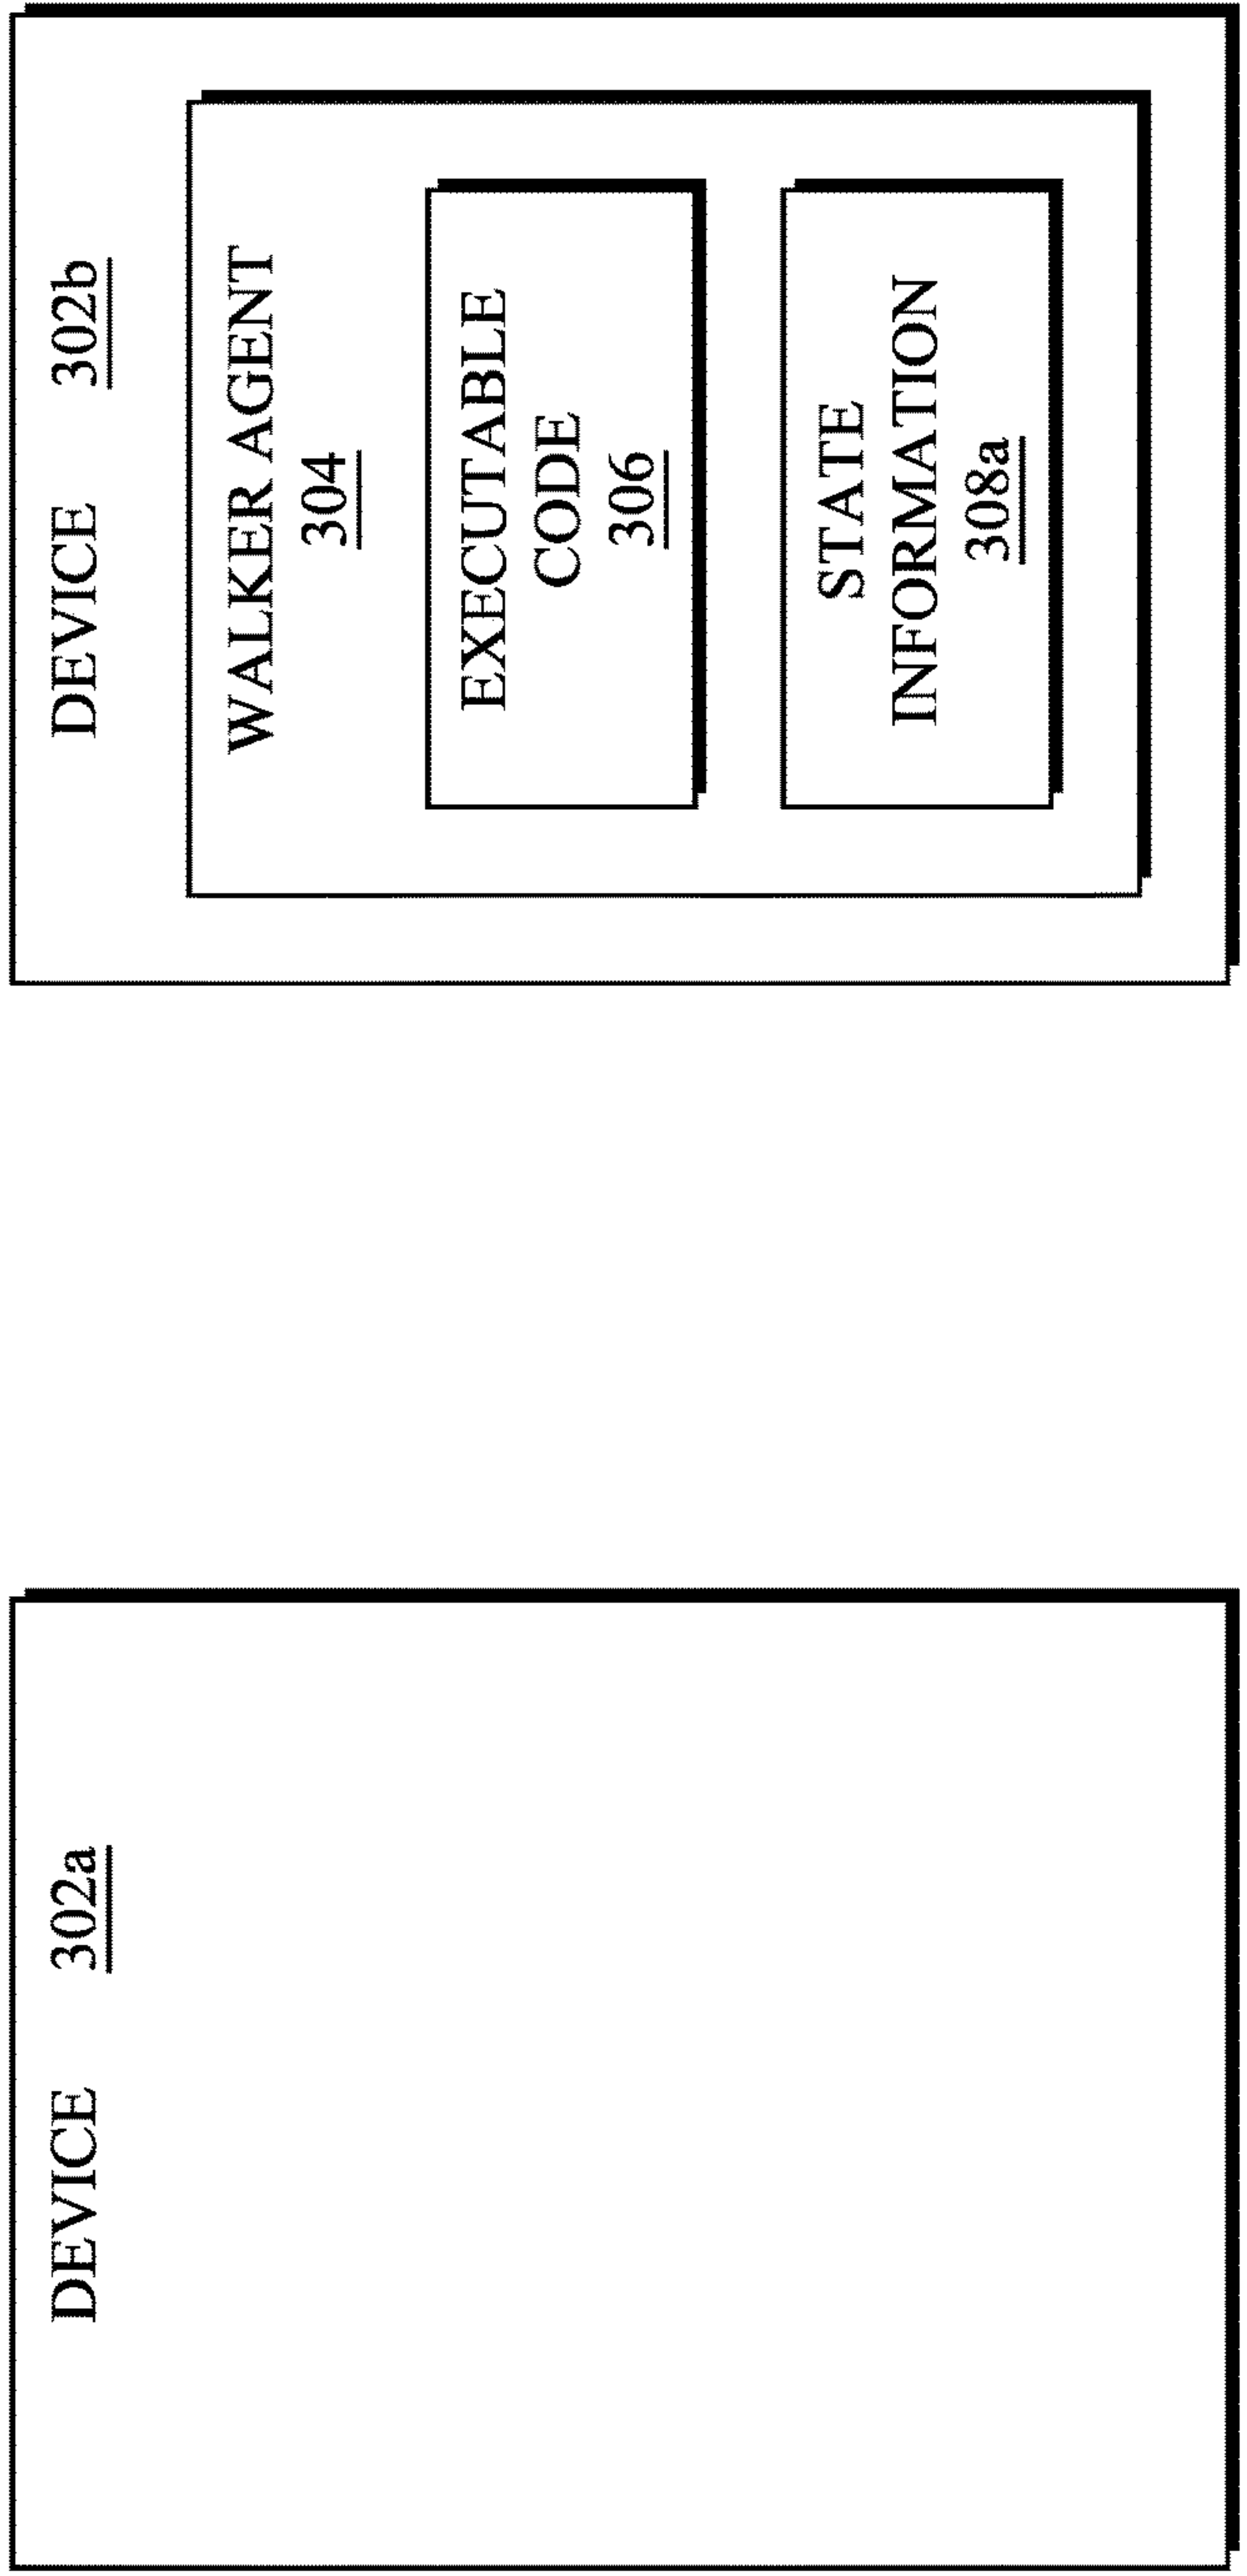 DEVICE 302a
DEVICE 302b
WALKER AGENT
304
EXECUTABLE
CODE
306
STATE
INFORMATION
308a